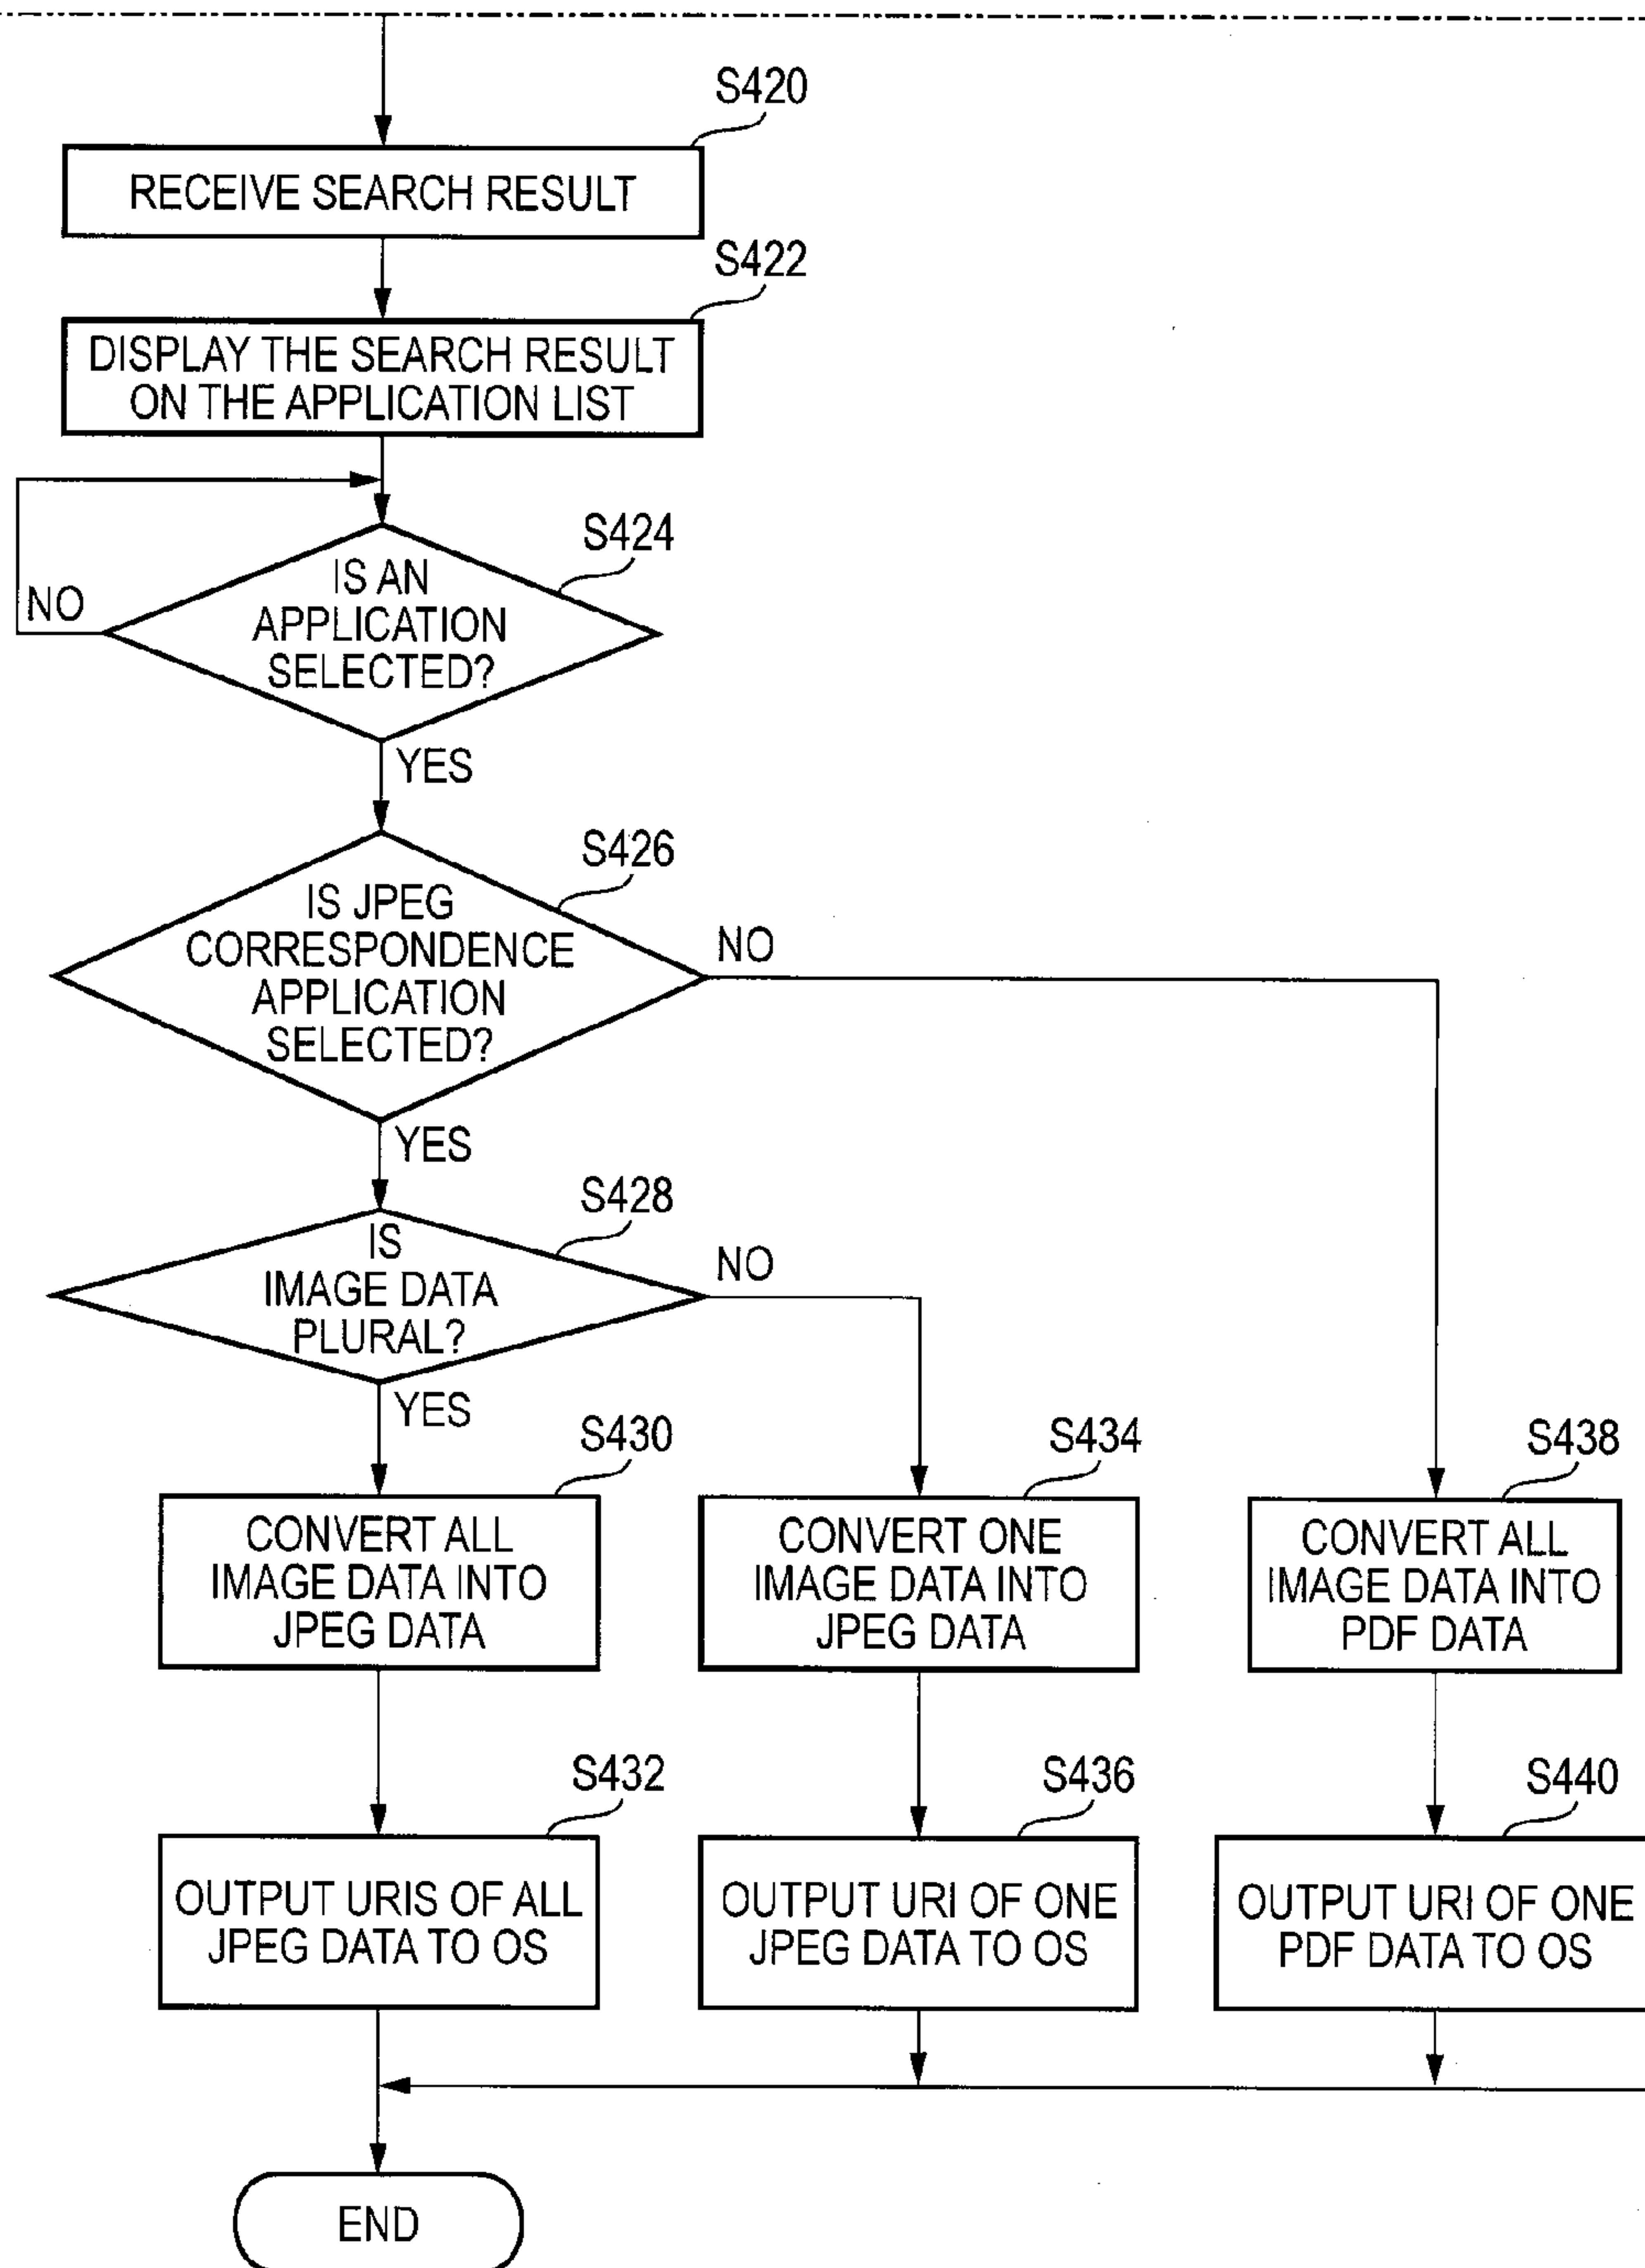 S420
RECEIVE SEARCH RESULT
S422
DISPLAY THE SEARCH RESULT
ON THE APPLICATION LIST
S424
IS AN
APPLICATION
SELECTED?
NO
YES
S426
IS JPEG
CORRESPONDENCE
APPLICATION
SELECTED?
NO
YES
S428
IS
IMAGE DATA
PLURAL?
NO
YES
S430
CONVERT ALL
IMAGE DATA INTO
JPEG DATA
S434
CONVERT ONE
IMAGE DATA INTO
JPEG DATA
S438
CONVERT ALL
IMAGE DATA INTO
PDF DATA
S432
OUTPUT URIS OF ALL
JPEG DATA TO OS
S436
OUTPUT URI OF ONE
JPEG DATA TO OS
S440
OUTPUT URI OF ONE
PDF DATA TO OS
END